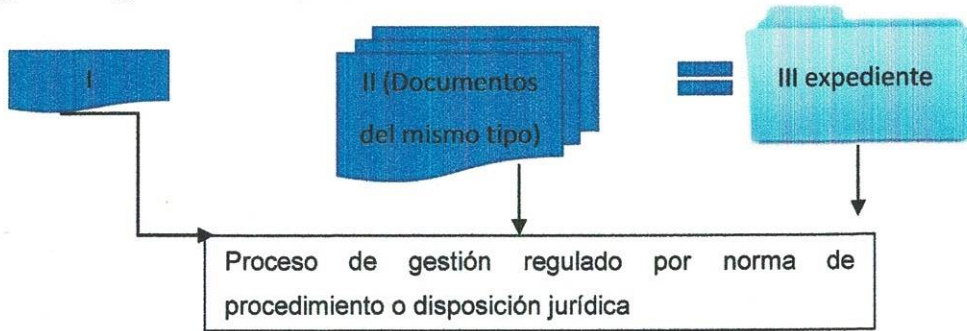 I
II (Documentos
del mismo tipo)
III expediente
Proceso de gestión regulado por norma de
procedimiento o disposición jurídica